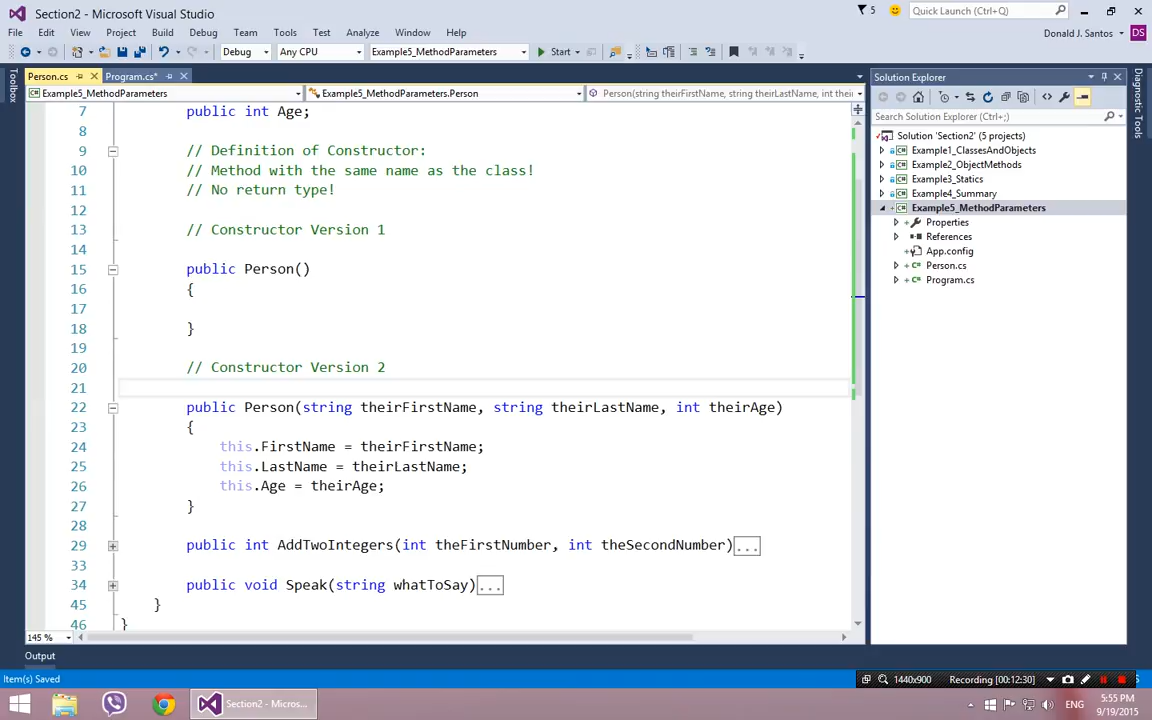 Section2 - Microsoft Visual Studio
5
Quick Launch (Ctrl+Q)
File Edit View Project Build Debug Team Tools Test Analyze Window Help
Donald J. Santos DS
Debug Any CPU Example5_MethodParameters Start
Person.cs Program.cs*
Example5_MethodParameters Example5_MethodParameters.Person Person(string theirFirstName, string theirLastName, int their
7 public int Age;
8
9 // Definition of Constructor:
10 // Method with the same name as the class!
11 // No return type!
12
13 // Constructor Version 1
14
15 public Person()
16 {
17
18 }
19
20 // Constructor Version 2
21
22 public Person(string theirFirstName, string theirLastName, int theirAge)
23 {
24 this.FirstName = theirFirstName;
25 this.LastName = theirLastName;
26 this.Age = theirAge;
27 }
28
29 public int AddTwoIntegers(int theFirstNumber, int theSecondNumber)...
33
34 public void Speak(string whatToSay)...
45 }
46 }
145 %
Toolbox
Solution Explorer
Search Solution Explorer (Ctrl+;)
Solution 'Section2' (5 projects)
Example1_ClassesAndObjects
Example2_ObjectMethods
Example3_Statics
Example4_Summary
Example5_MethodParameters
Properties
References
App.config
Person.cs
Program.cs
Diagnostic Tools
Output
Item(s) Saved
1440x900 Recording [00:12:30]
Section2 - Micros...
ENG
5:55 PM
9/19/2015